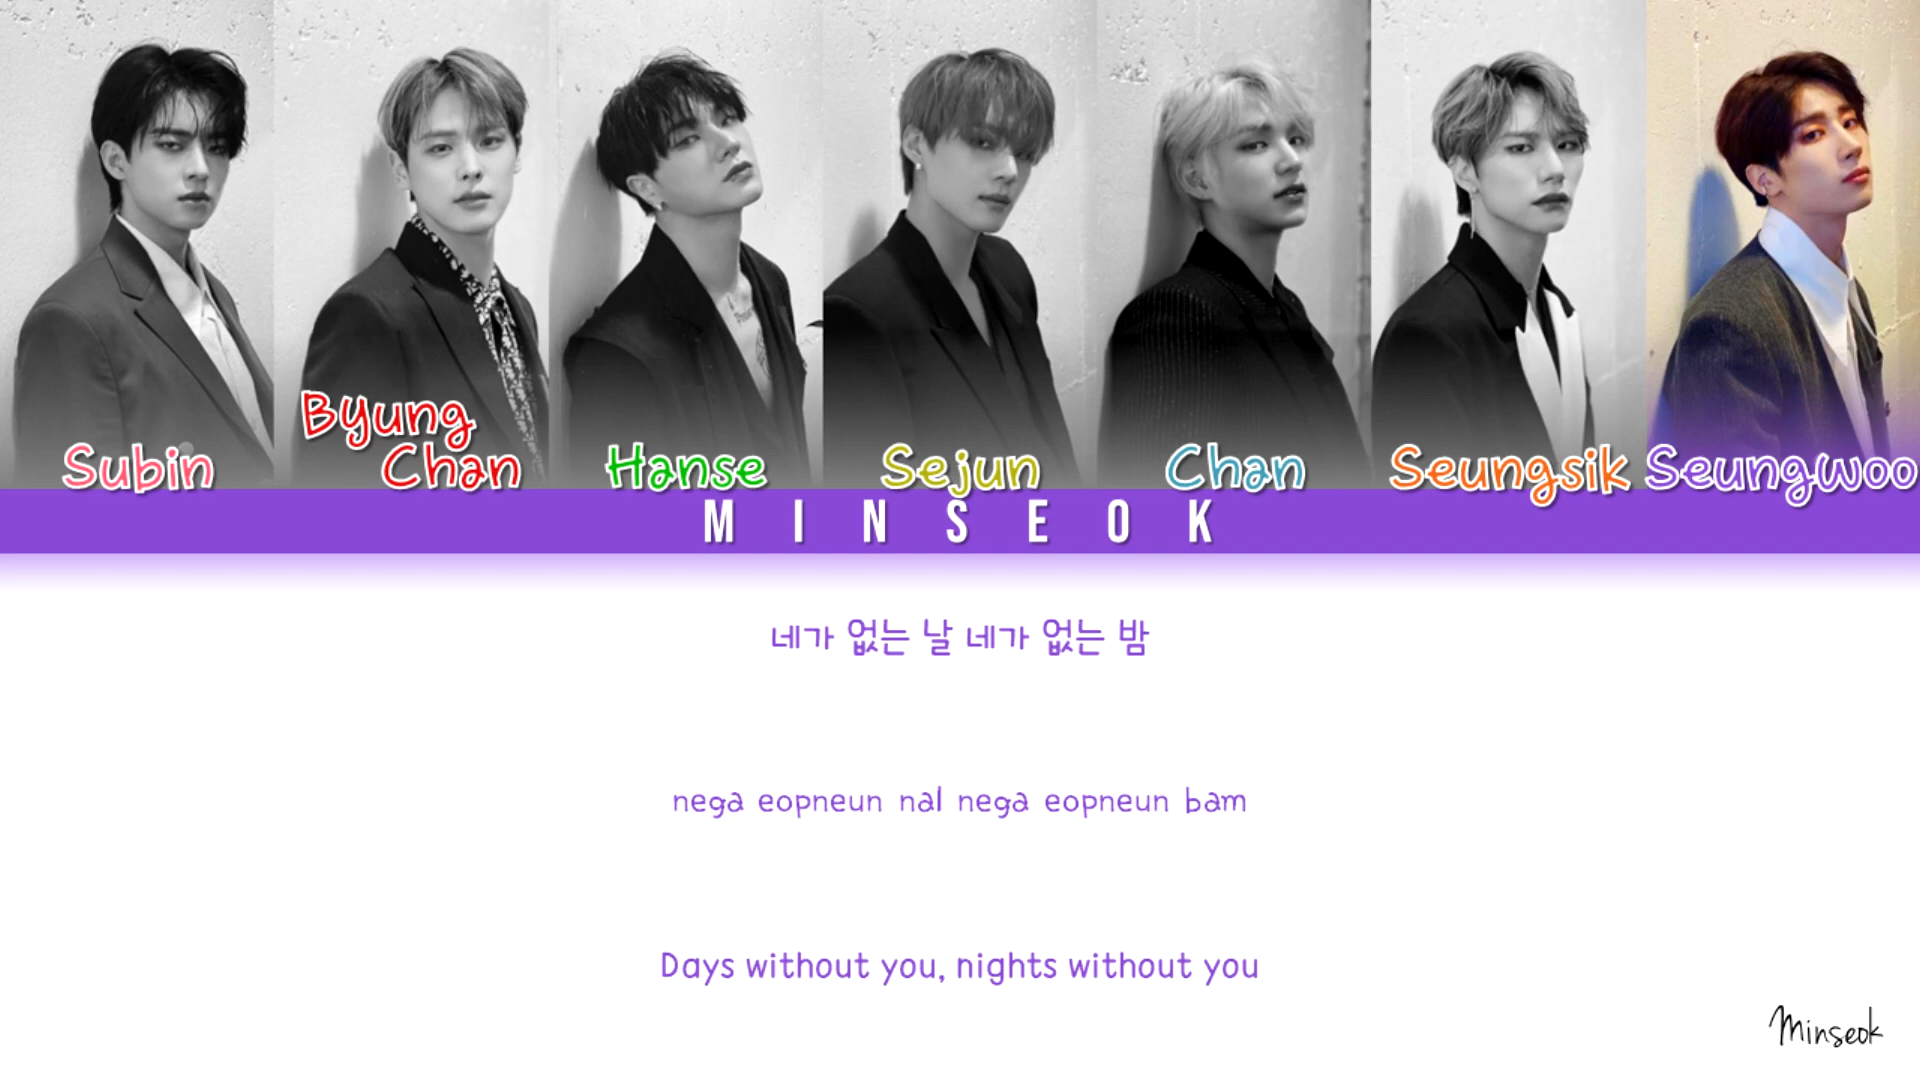 Subin
Byung
Chan
Hanse
Sejun
Chan
Seungsik
Seungwoo
MINSEOK
네가 없는 날 네가 없는 밤
nega eopneun nal nega eopneun bam
Days without you, nights without you
Minseok